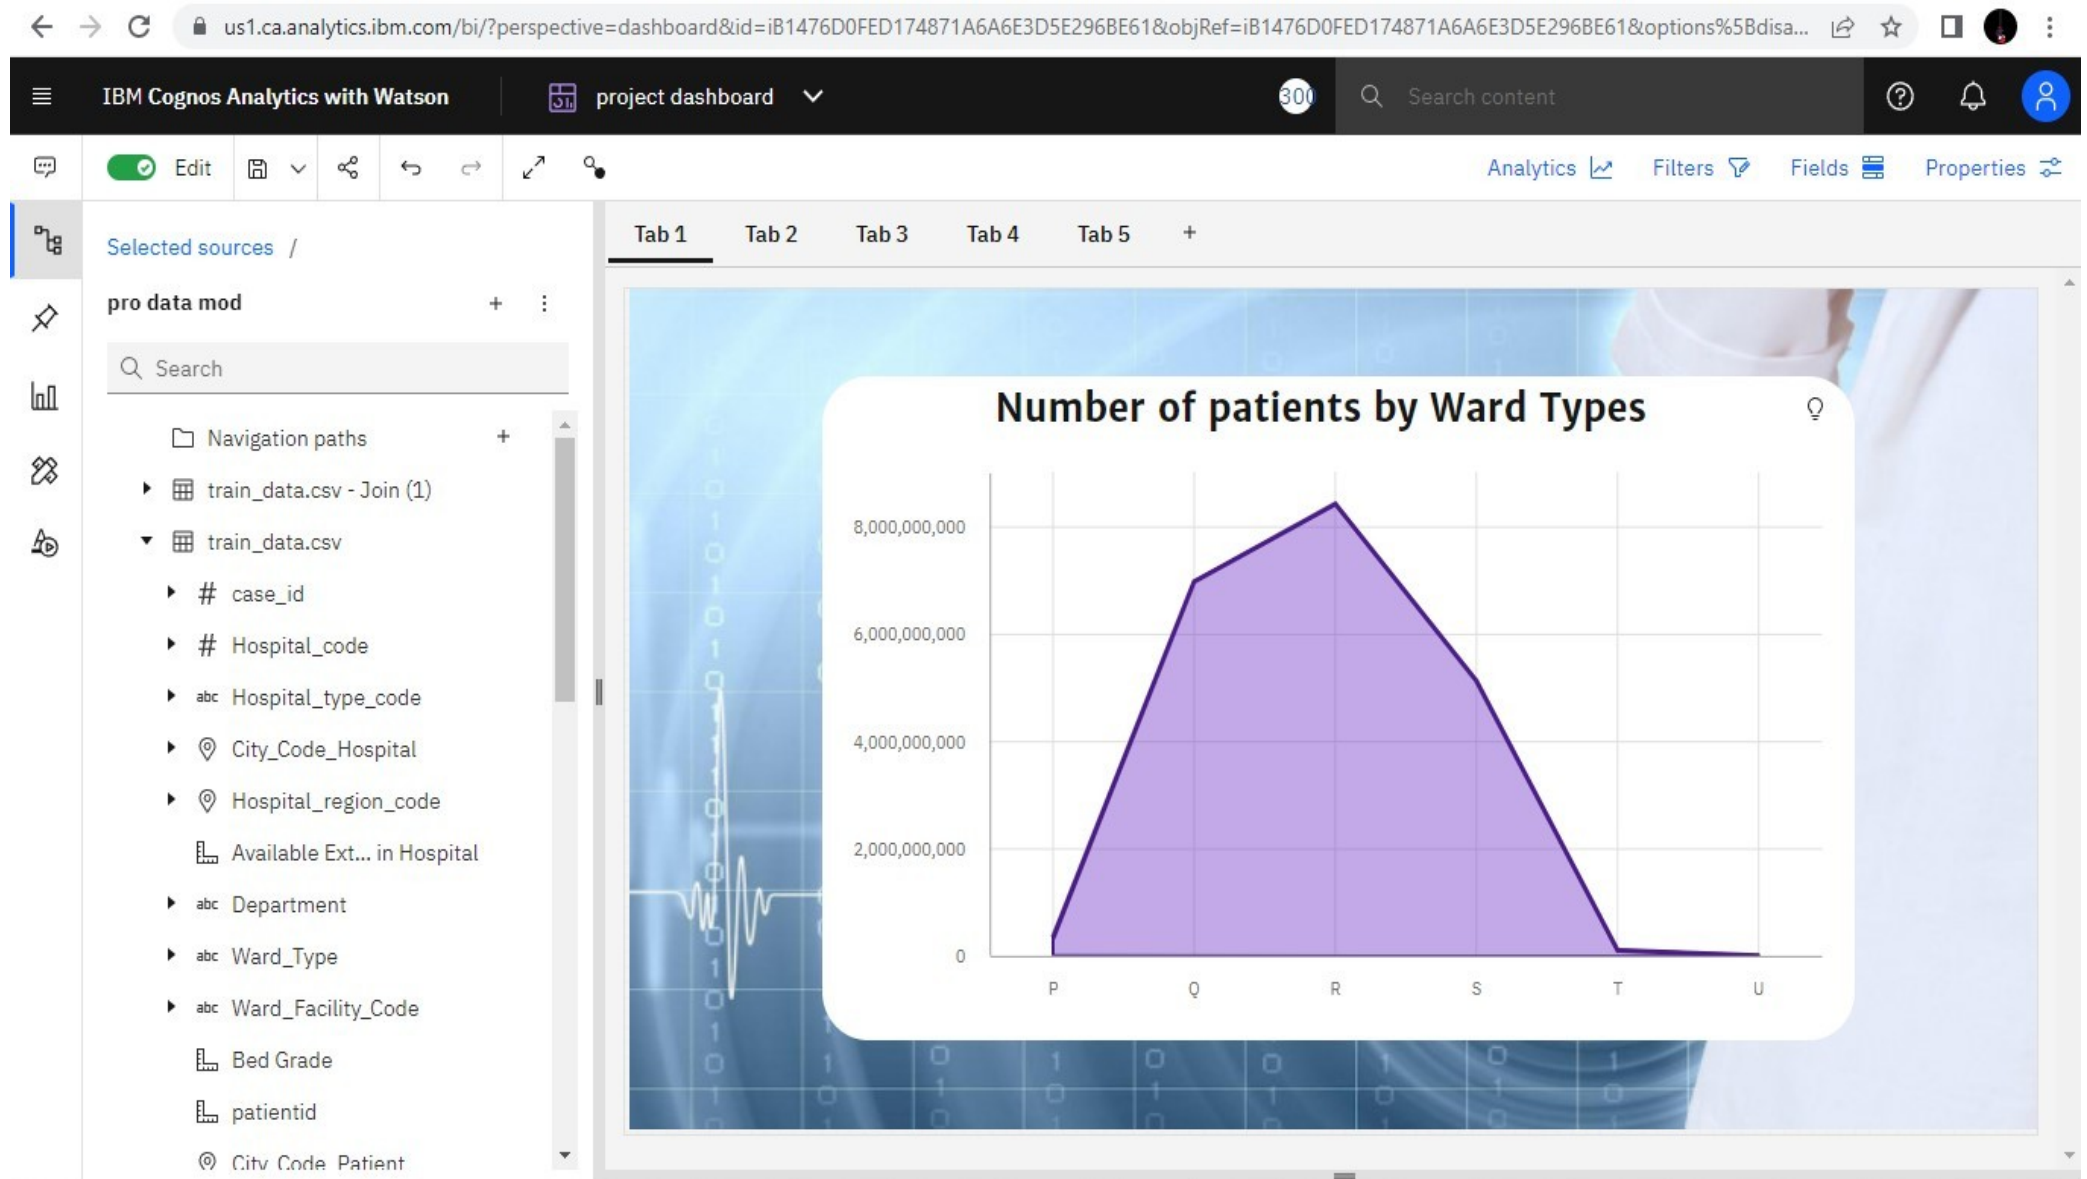 us1.ca.analytics.ibm.com/bi/?perspective=dashboard&id=iB1476D0FED174871A6A6E3D5E296BE61&objRef=iB1476D0FED174871A6A6E3D5E296BE61&options%5Bdisa...
IBM Cognos Analytics with Watson
project dashboard
300
Search content
Edit
Analytics
Filters
Fields
Properties
Selected sources /
pro data mod
Search
Navigation paths
train_data.csv - Join (1)
train_data.csv
# case_id
# Hospital_code
abc Hospital_type_code
City_Code_Hospital
Hospital_region_code
Available Ext... in Hospital
abc Department
abc Ward_Type
abc Ward_Facility_Code
Bed Grade
patientid
City_Code_Patient
Tab 1 Tab 2 Tab 3 Tab 4 Tab 5 +
Number of patients by Ward Types
8,000,000,000
6,000,000,000
4,000,000,000
2,000,000,000
0
P Q R S T U